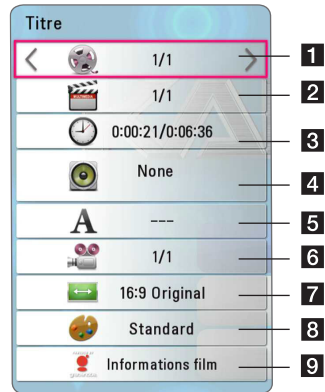 Titre
1/1 1
1/1 2
0:00:21/0:06:36 3
None 4
A --- 5
1/1 6
16:9 Original 7
Standard 8
Informations film 9